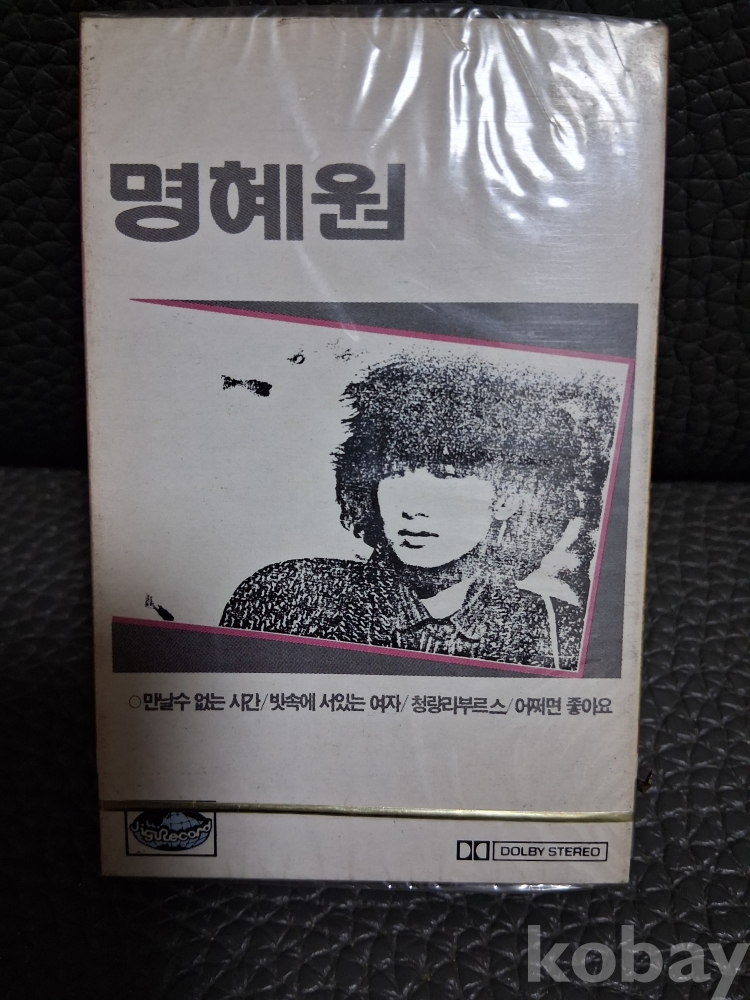 명혜원
○만날수 없는 시간/빗속에 서있는 여자/청량리부르스/어쩌면 좋아요
JiguRecord
DOLBY STEREO
kobay